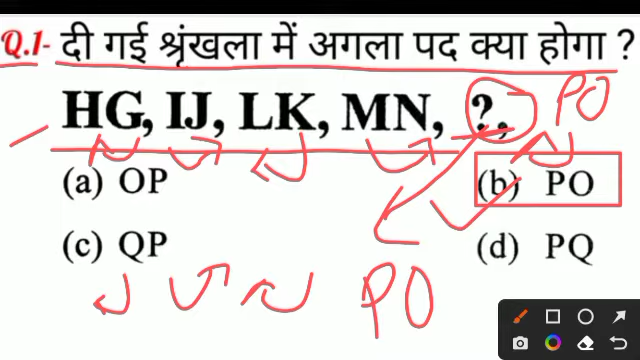 Q.1- दी गई श्रृंखला में अगला पद क्या होगा ?
HG, IJ, LK, MN, ?, PO
(a) OP (b) PO
(c) QP (d) PQ
PO